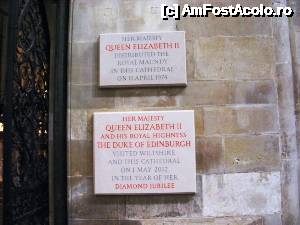 [c] AmFostAcolo.ro
HER MAJESTY
QUEEN ELIZABETH II
DISTRIBUTED THE
ROYAL MAUNDY
IN THIS CATHEDRAL
ON 11 APRIL 1974
HER MAJESTY
QUEEN ELIZABETH II
AND HIS ROYAL HIGHNESS
THE DUKE OF EDINBURGH
VISITED WILTSHIRE
AND THIS CATHEDRAL
ON 1 MAY 2012
IN THE YEAR OF HER
DIAMOND JUBILEE